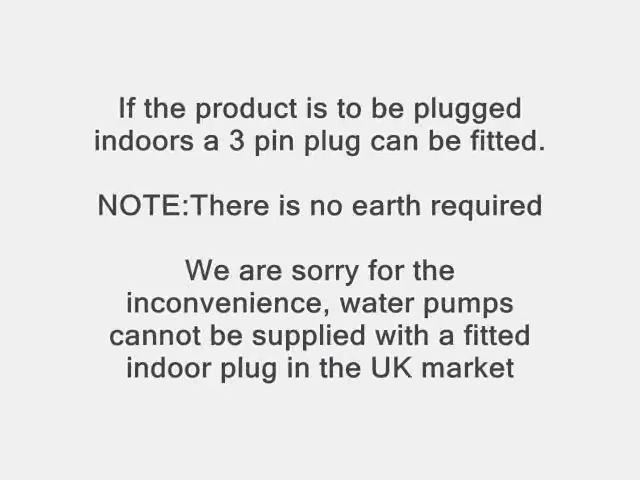 If the product is to be plugged
indoors a 3 pin plug can be fitted.
NOTE:There is no earth required
We are sorry for the
inconvenience, water pumps
cannot be supplied with a fitted
indoor plug in the UK market